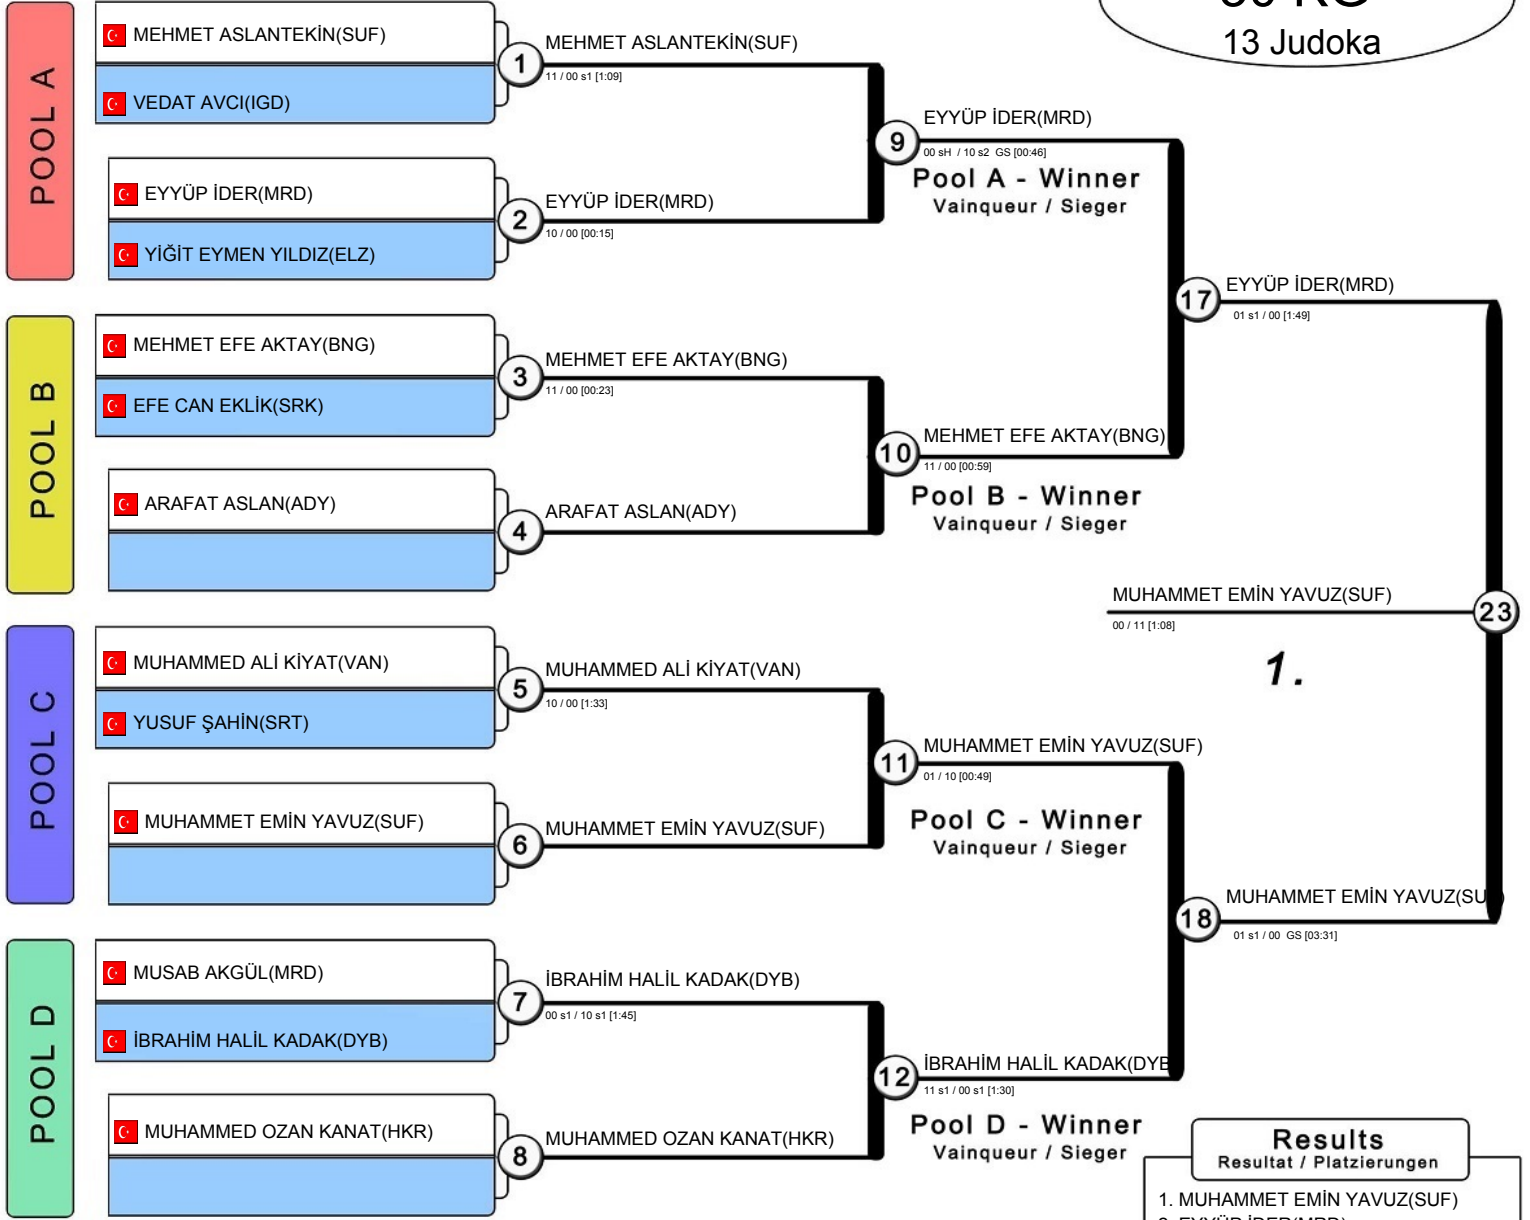 13 Judoka
POOL A
MEHMET ASLANTEKİN(SUF)
VEDAT AVCI(IGD)
1
MEHMET ASLANTEKİN(SUF)
11 / 00 s1 [1:09]
EYYÜP İDER(MRD)
YİĞİT EYMEN YILDIZ(ELZ)
2
EYYÜP İDER(MRD)
10 / 00 [00:15]
9
EYYÜP İDER(MRD)
00 sH / 10 s2 GS [00:46]
Pool A - Winner
Vainqueur / Sieger
POOL B
MEHMET EFE AKTAY(BNG)
EFE CAN EKLİK(SRK)
3
MEHMET EFE AKTAY(BNG)
11 / 00 [00:23]
ARAFAT ASLAN(ADY)
4
ARAFAT ASLAN(ADY)
10
MEHMET EFE AKTAY(BNG)
11 / 00 [00:59]
Pool B - Winner
Vainqueur / Sieger
17
EYYÜP İDER(MRD)
01 s1 / 00 [1:49]
POOL C
MUHAMMED ALİ KİYAT(VAN)
YUSUF ŞAHİN(SRT)
5
MUHAMMED ALİ KİYAT(VAN)
10 / 00 [1:33]
MUHAMMET EMİN YAVUZ(SUF)
6
MUHAMMET EMİN YAVUZ(SUF)
11
MUHAMMET EMİN YAVUZ(SUF)
01 / 10 [00:49]
Pool C - Winner
Vainqueur / Sieger
POOL D
MUSAB AKGÜL(MRD)
İBRAHİM HALİL KADAK(DYB)
7
İBRAHİM HALİL KADAK(DYB)
00 s1 / 10 s1 [1:45]
MUHAMMED OZAN KANAT(HKR)
8
MUHAMMED OZAN KANAT(HKR)
12
İBRAHİM HALİL KADAK(DYB
11 s1 / 00 s1 [1:30]
Pool D - Winner
Vainqueur / Sieger
18
MUHAMMET EMİN YAVUZ(SU
01 s1 / 00 GS [03:31]
MUHAMMET EMİN YAVUZ(SUF)
00 / 11 [1:08]
23
1.
Results
Resultat / Platzierungen
1. MUHAMMET EMİN YAVUZ(SUF)